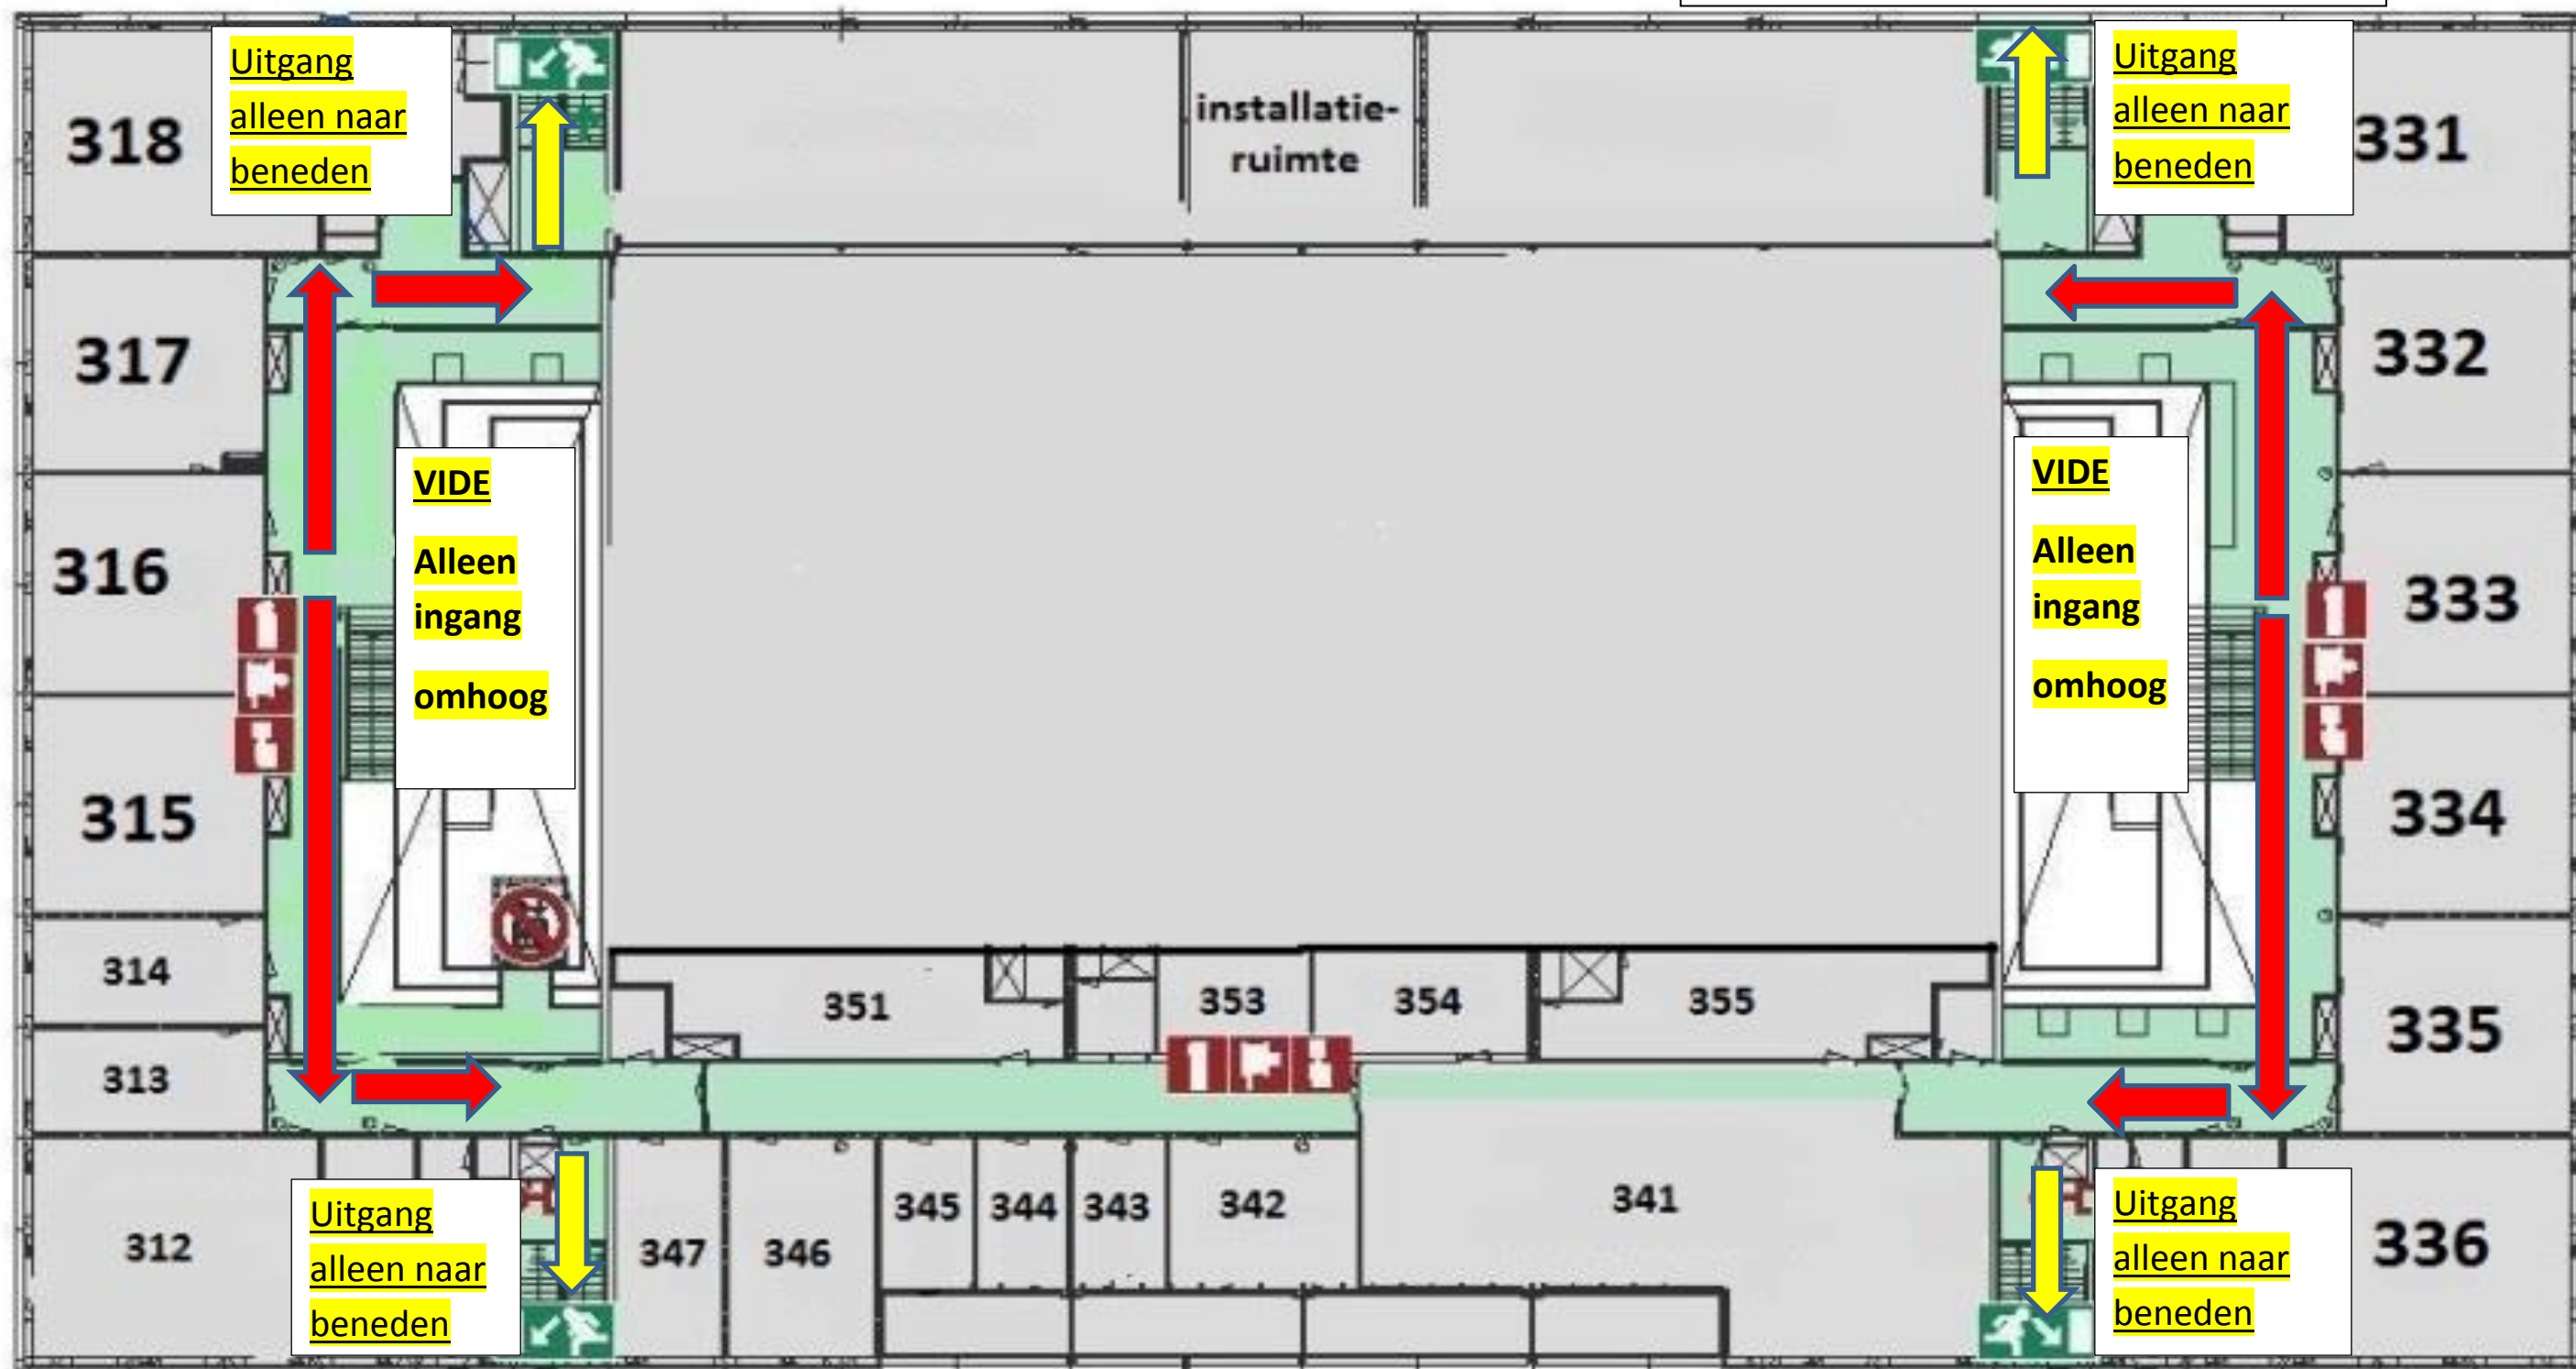 Uitgang
alleen naar
beneden
318
installatie-
ruimte
Uitgang
alleen naar
beneden
331
317
332
VIDE
Alleen
ingang
omhoog
316
VIDE
Alleen
ingang
omhoog
333
315
334
314
313
351
353
354
355
335
312
Uitgang
alleen naar
beneden
347
346
345
344
343
342
341
Uitgang
alleen naar
beneden
336